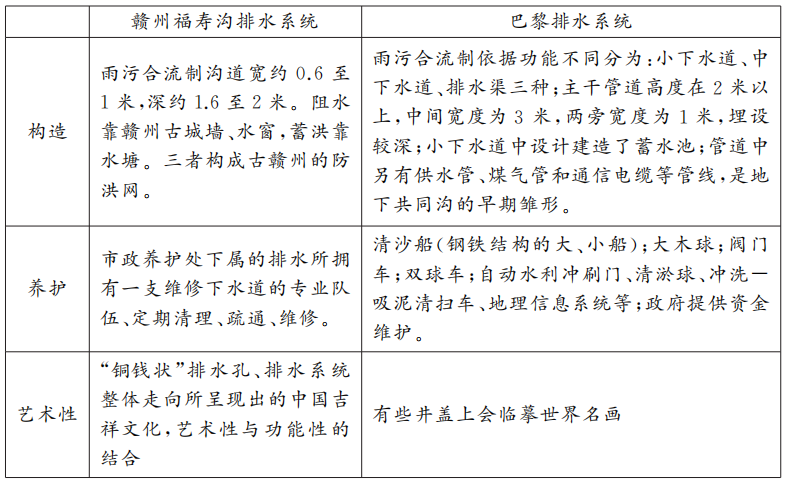 赣州福寿沟排水系统
巴黎排水系统
构造
雨污合流制沟道宽约0.6至
1米,深约1.6至2米。阻水
靠赣州古城墙、水窗,蓄洪靠
水塘。三者构成古赣州的防
洪网。
雨污合流制依据功能不同分为:小下水道、中
下水道、排水渠三种;主干管道高度在2米以
上,中间宽度为3米,两旁宽度为1米,埋设
较深;小下水道中设计建造了蓄水池;管道中
另有供水管、煤气管和通信电缆等管线,是地
下共同沟的早期雏形。
养护
市政养护处下属的排水所拥
有一支维修下水道的专业队
伍、定期清理、疏通、维修。
清沙船(钢铁结构的大、小船);大木球;阀门
车;双球车;自动水利冲刷门、清淤球、冲洗—
吸泥清扫车、地理信息系统等;政府提供资金
维护。
艺术性
“铜钱状”排水孔、排水系统
整体走向所呈现出的中国吉
祥文化,艺术性与功能性的
结合
有些井盖上会临摹世界名画